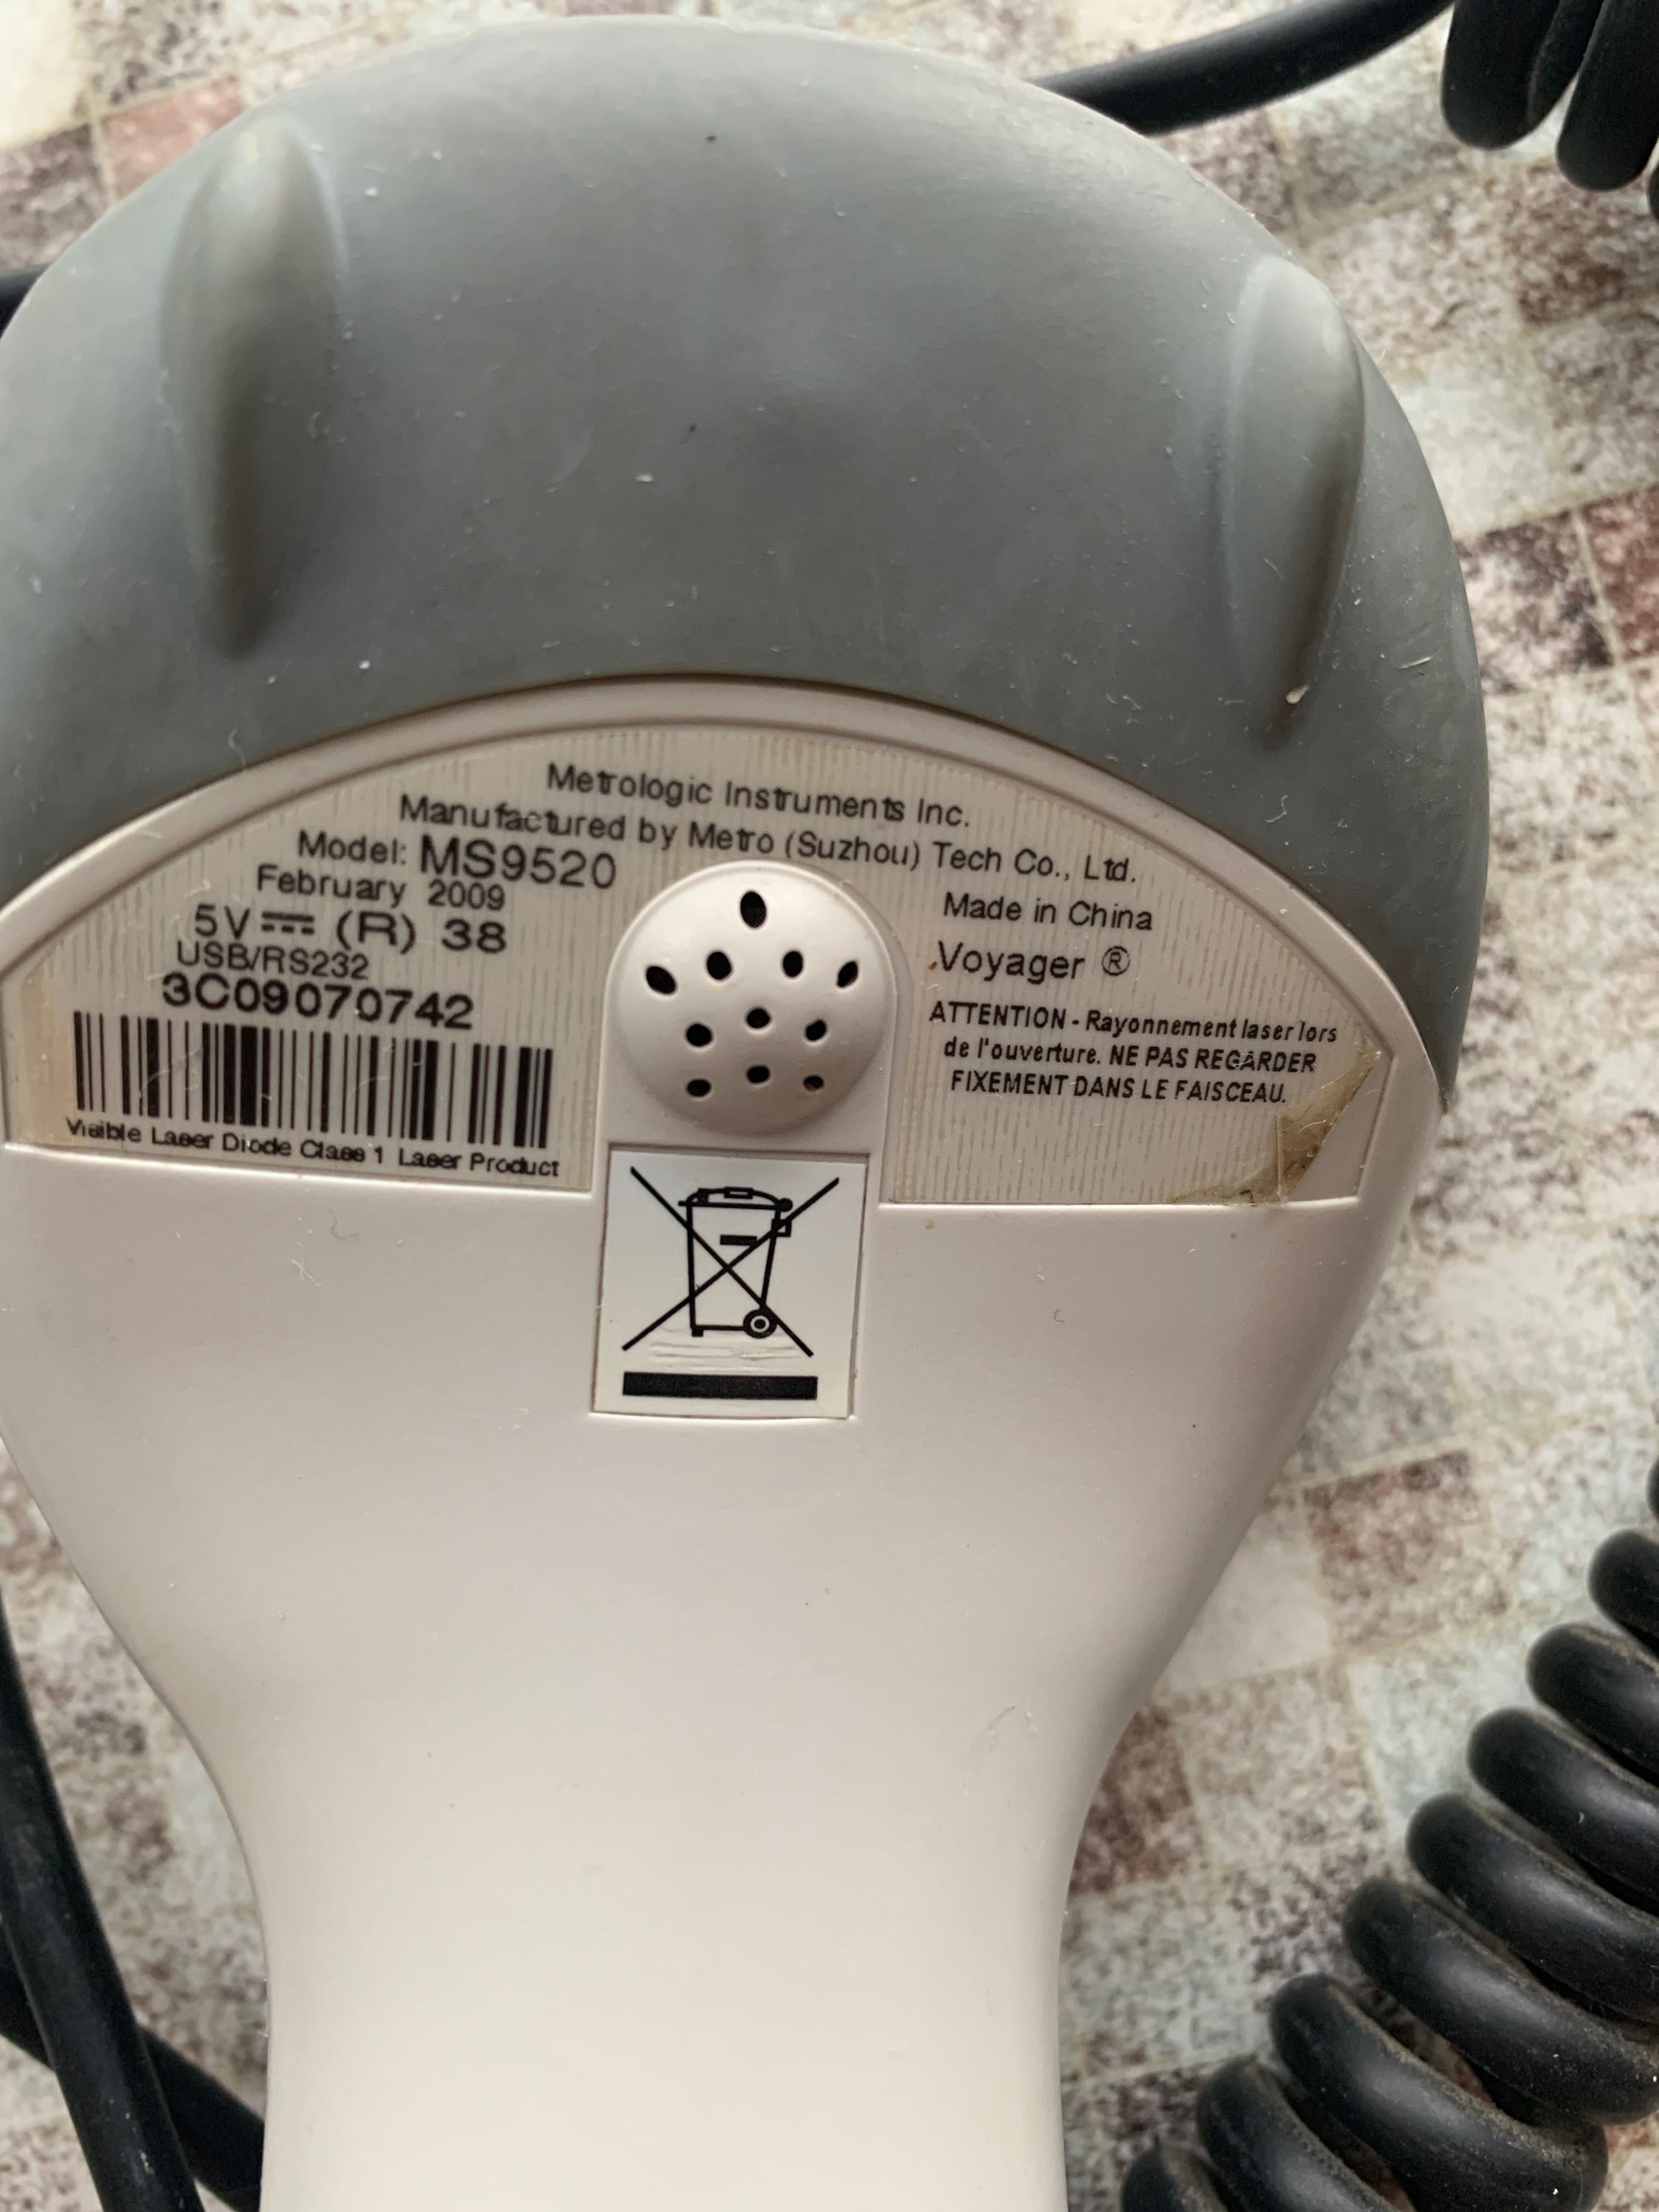 Metrologic Instruments Inc.
Manufactured by Metro (Suzhou) Tech Co., Ltd.
Model: MS9520
February 2009
5V (R) 38
USB/RS232
3C09070742
Visible Laser Diode Class 1 Laser Product
Made in China
Voyager ®
ATTENTION - Rayonnement laser lors
de l'ouverture. NE PAS REGARDER
FIXEMENT DANS LE FAISCEAU.